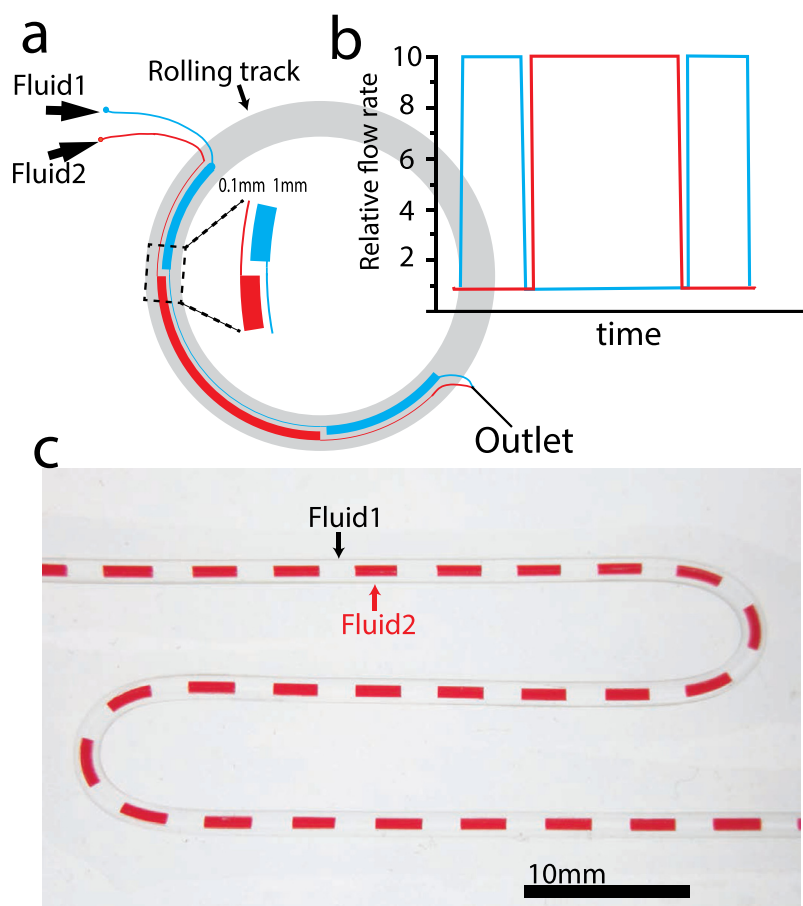 a
Rolling track
Fluid1
Fluid2
0.1mm 1mm
Outlet
b
Relative flow rate
10
8
6
4
2
time
c
Fluid1
Fluid2
10mm